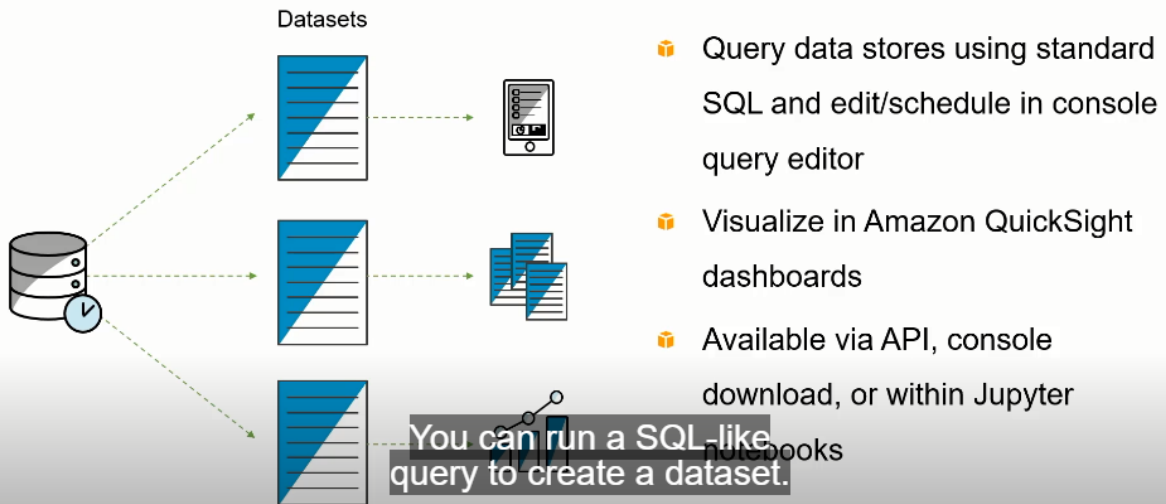 Datasets
Query data stores using standard
SQL and edit/schedule in console
query editor
Visualize in Amazon QuickSight
dashboards
Available via API, console
download, or within Jupyter
notebooks
You can run a SQL-like
query to create a dataset.